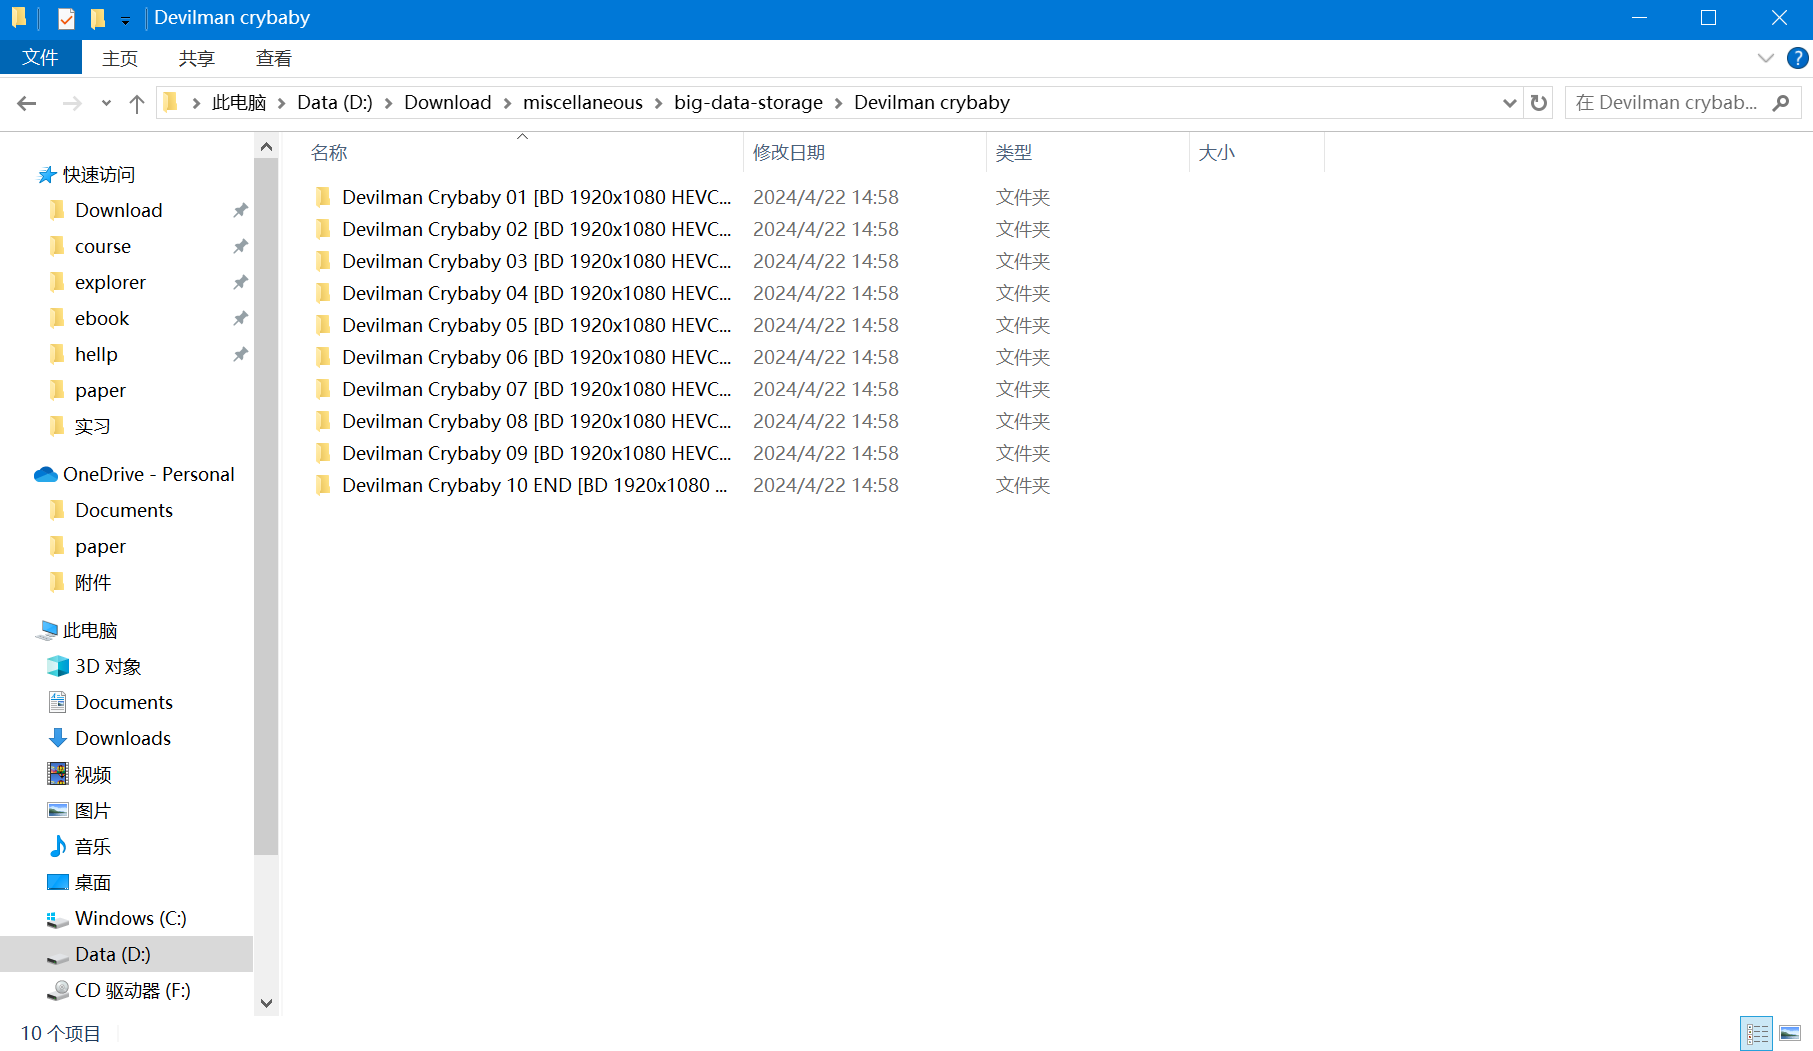 Devilman crybaby
文件 主页 共享 查看
此电脑 Data (D:) Download miscellaneous big-data-storage Devilman crybaby 在 Devilman crybab...
名称 修改日期 类型 大小
快速访问
Download
course
explorer
ebook
hellp
paper
实习
OneDrive - Personal
Documents
paper
附件
此电脑
3D 对象
Documents
Downloads
视频
图片
音乐
桌面
Windows (C:)
Data (D:)
CD 驱动器 (F:)
Devilman Crybaby 01 [BD 1920x1080 HEVC... 2024/4/22 14:58 文件夹
Devilman Crybaby 02 [BD 1920x1080 HEVC... 2024/4/22 14:58 文件夹
Devilman Crybaby 03 [BD 1920x1080 HEVC... 2024/4/22 14:58 文件夹
Devilman Crybaby 04 [BD 1920x1080 HEVC... 2024/4/22 14:58 文件夹
Devilman Crybaby 05 [BD 1920x1080 HEVC... 2024/4/22 14:58 文件夹
Devilman Crybaby 06 [BD 1920x1080 HEVC... 2024/4/22 14:58 文件夹
Devilman Crybaby 07 [BD 1920x1080 HEVC... 2024/4/22 14:58 文件夹
Devilman Crybaby 08 [BD 1920x1080 HEVC... 2024/4/22 14:58 文件夹
Devilman Crybaby 09 [BD 1920x1080 HEVC... 2024/4/22 14:58 文件夹
Devilman Crybaby 10 END [BD 1920x1080 ... 2024/4/22 14:58 文件夹
10 个项目